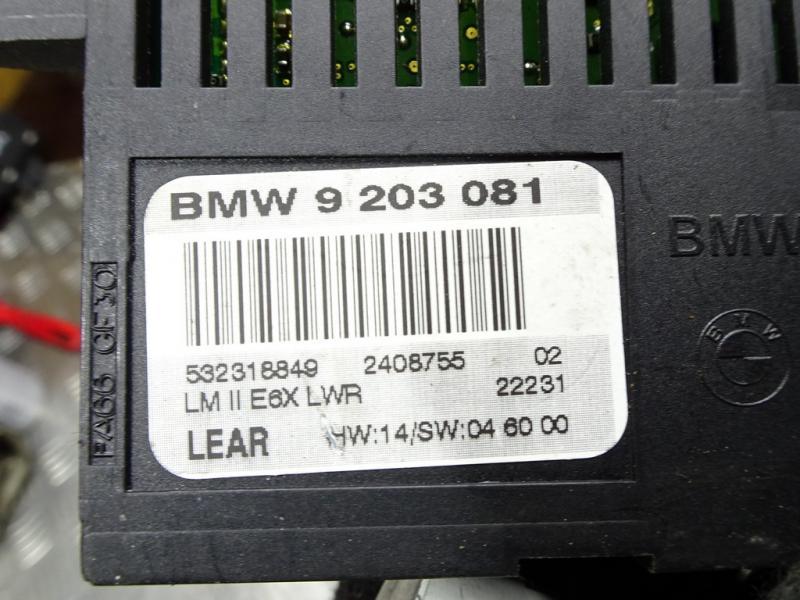 BMW 9 203 081
532318849 2408755 02
LM II E6X LWR 22231
LEAR HW:14/SW:04 60 00
PA66 GF30
BMW
BMW